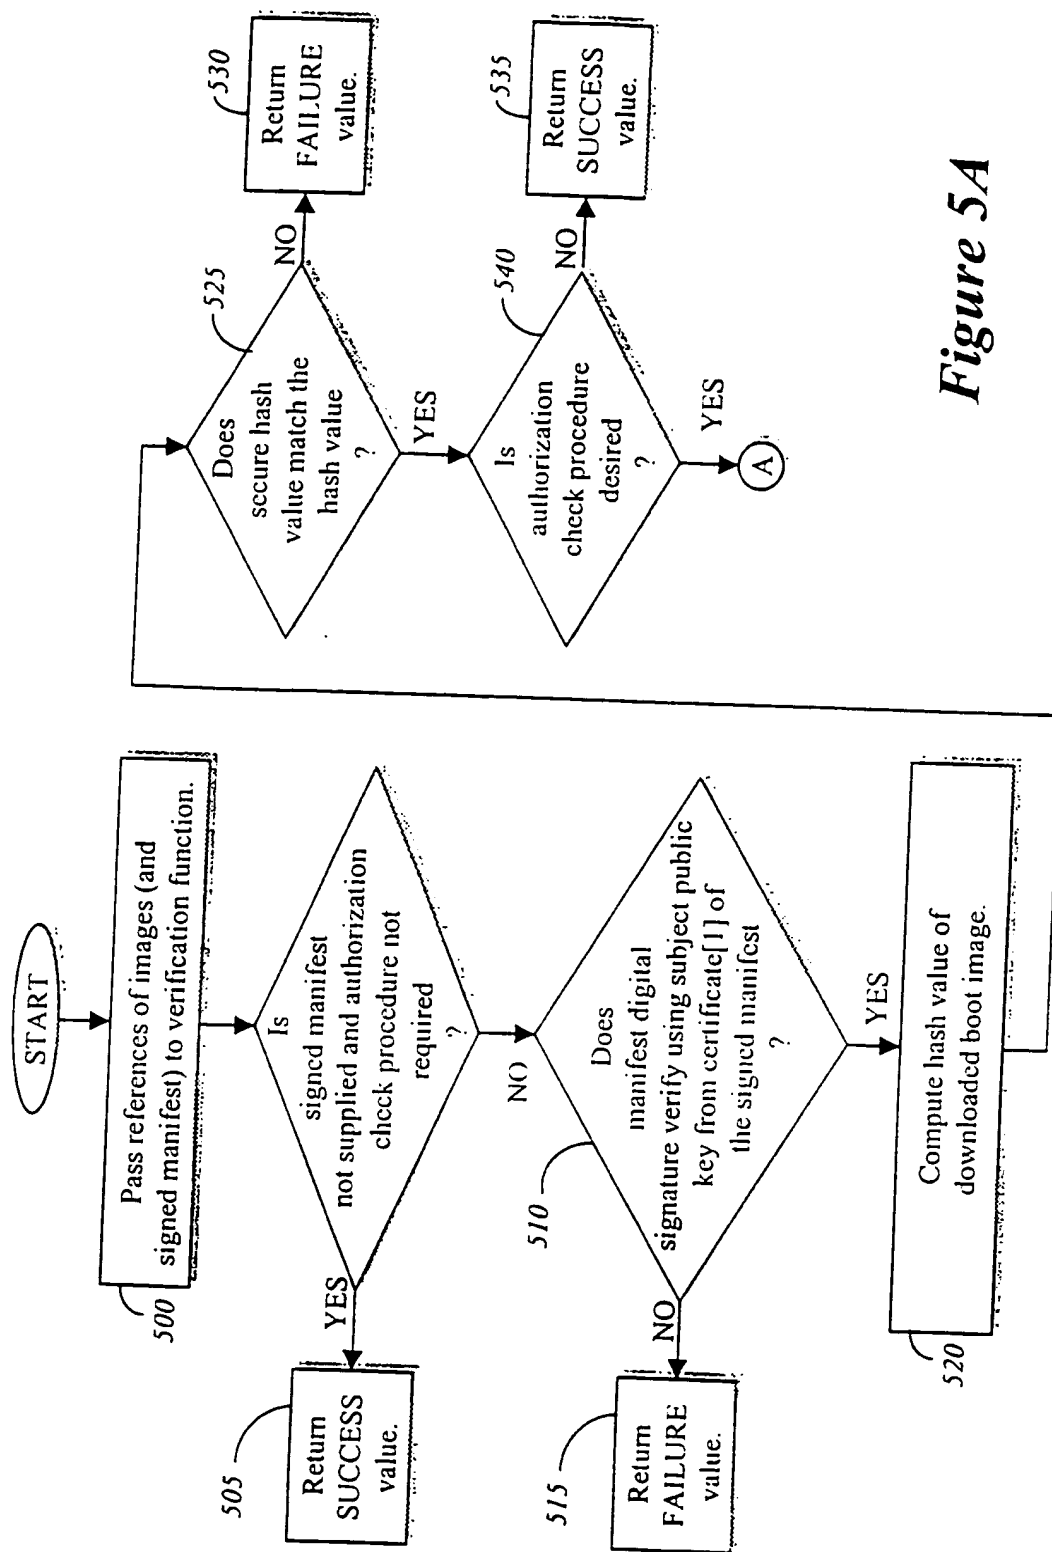 START
Pass references of images (and
signed manifest) to verification function.
500
Is
signed manifest
not supplied and authorization
check procedure not
required
?
YES
NO
505
Return
SUCCESS
value.
Does
manifest digital
signature verify using subject public
key from certificate[1] of
the signed manifest
?
510
NO
YES
515
Return
FAILURE
value.
Compute hash value of
downloaded boot image.
520
Does
secure hash
value match the
hash value
?
525
NO
YES
530
Return
FAILURE
value.
Is
authorization
check procedure
desired
?
540
NO
YES
535
Return
SUCCESS
value.
A
Figure 5A